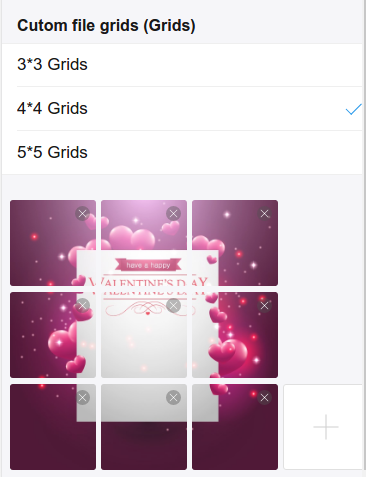 Cutom file grids (Grids)
3*3 Grids
4*4 Grids
5*5 Grids
have a happy
VALENTINE'S DAY